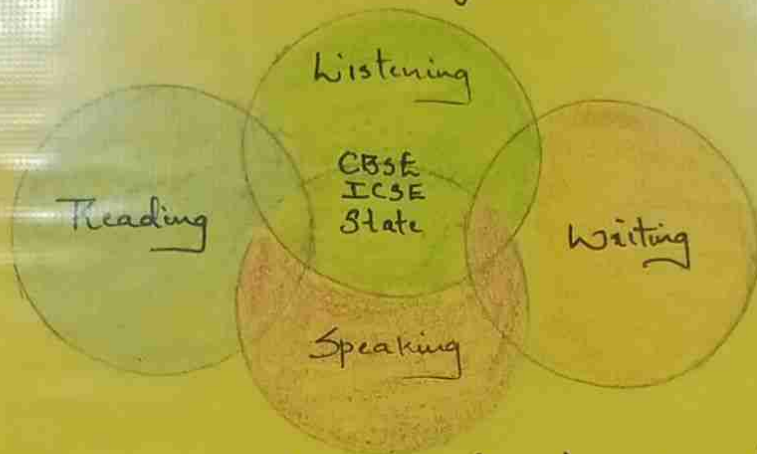 Listening
CBSE
ICSE
State
Reading
Writing
Speaking